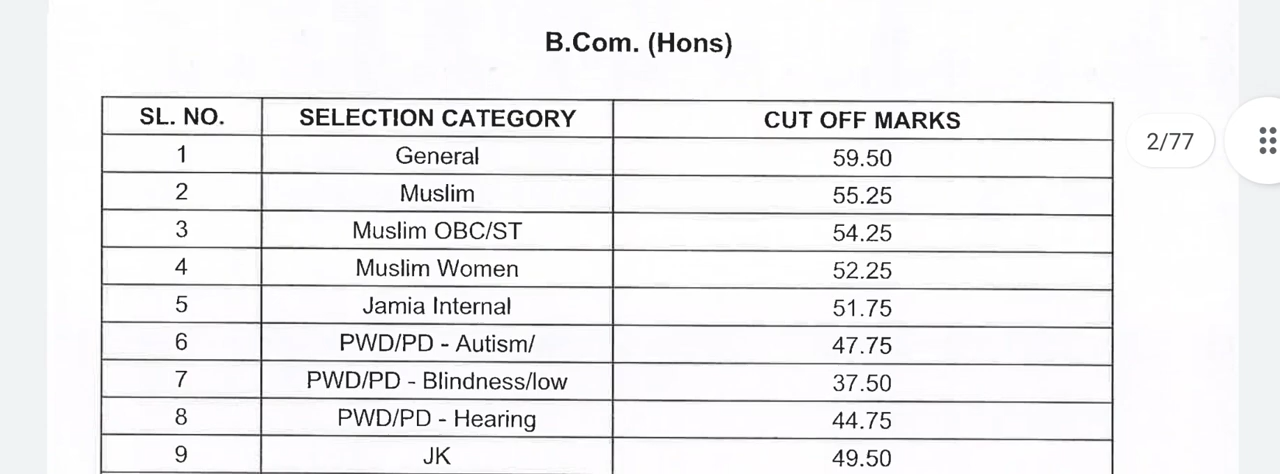 B.Com. (Hons)
SL. NO. SELECTION CATEGORY CUT OFF MARKS
1 General 59.50
2 Muslim 55.25
3 Muslim OBC/ST 54.25
4 Muslim Women 52.25
5 Jamia Internal 51.75
6 PWD/PD - Autism/ 47.75
7 PWD/PD - Blindness/low 37.50
8 PWD/PD - Hearing 44.75
9 JK 49.50
2/77